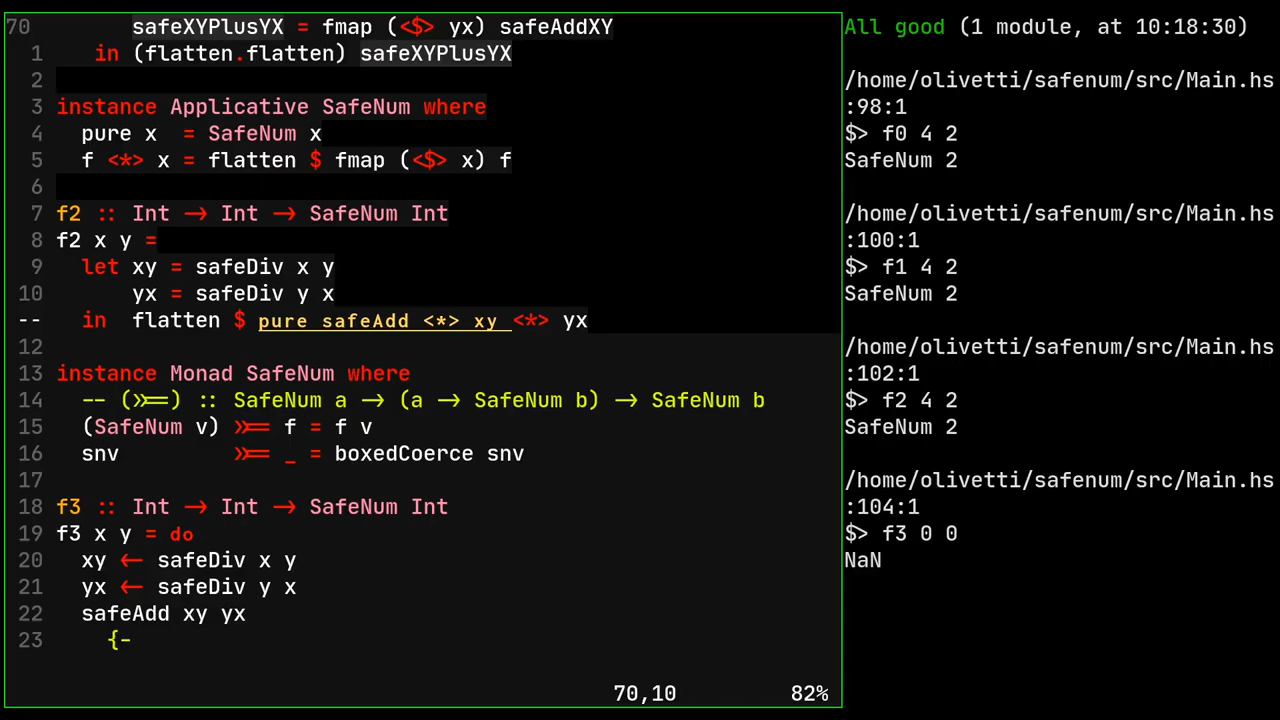 70          safeXYPlusYX = fmap (<$> yx) safeAddXY
1    in (flatten.flatten) safeXYPlusYX
2
3 instance Applicative SafeNum where
4   pure x  = SafeNum x
5   f <*> x = flatten $ fmap (<$> x) f
6
7 f2 :: Int -> Int -> SafeNum Int
8 f2 x y =
9   let xy = safeDiv x y
10       yx = safeDiv y x
--   in  flatten $ pure safeAdd <*> xy <*> yx
12
13 instance Monad SafeNum where
14   -- (>>=) :: SafeNum a -> (a -> SafeNum b) -> SafeNum b
15   (SafeNum v) >>= f = f v
16   snv         >>= _ = boxedCoerce snv
17
18 f3 :: Int -> Int -> SafeNum Int
19 f3 x y = do
20   xy <- safeDiv x y
21   yx <- safeDiv y x
22   safeAdd xy yx
23     {-
70,10 82%
All good (1 module, at 10:18:30)
/home/olivetti/safenum/src/Main.hs
:98:1
$> f0 4 2
SafeNum 2
/home/olivetti/safenum/src/Main.hs
:100:1
$> f1 4 2
SafeNum 2
/home/olivetti/safenum/src/Main.hs
:102:1
$> f2 4 2
SafeNum 2
/home/olivetti/safenum/src/Main.hs
:104:1
$> f3 0 0
NaN